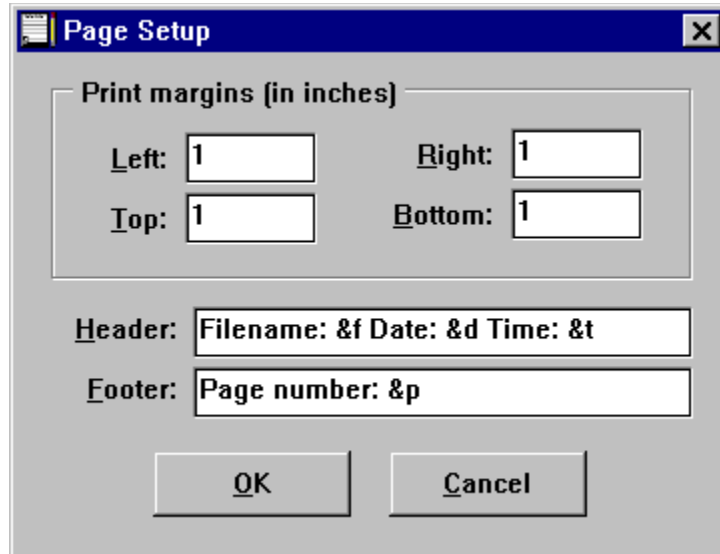 Page Setup
Print margins (in inches)
Left: 1 Right: 1
Top: 1 Bottom: 1
Header: Filename: &f Date: &d Time: &t
Footer: Page number: &p
OK Cancel